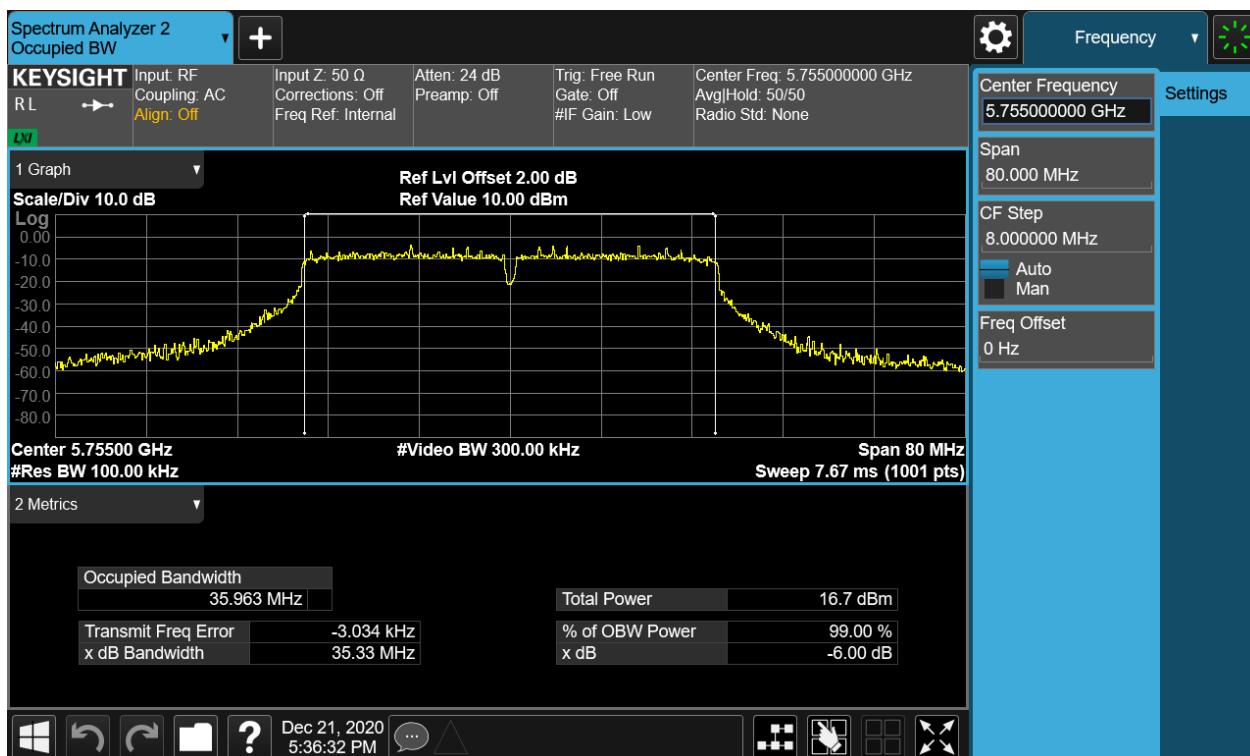 Spectrum Analyzer 2
Occupied BW
+
Frequency
KEYSIGHT
R L
LXI
Input: RF
Coupling: AC
Align: Off
Input Z: 50 Ω
Corrections: Off
Freq Ref: Internal
Atten: 24 dB
Preamp: Off
Trig: Free Run
Gate: Off
#IF Gain: Low
Center Freq: 5.755000000 GHz
Avg|Hold: 50/50
Radio Std: None
Center Frequency
5.755000000 GHz
Settings
Span
80.000 MHz
CF Step
8.000000 MHz
Auto
Man
Freq Offset
0 Hz
1 Graph
Scale/Div 10.0 dB
Ref Lvl Offset 2.00 dB
Ref Value 10.00 dBm
Log
0.00
-10.0
-20.0
-30.0
-40.0
-50.0
-60.0
-70.0
-80.0
Center 5.75500 GHz
#Video BW 300.00 kHz
Span 80 MHz
#Res BW 100.00 kHz
Sweep 7.67 ms (1001 pts)
2 Metrics
Occupied Bandwidth
35.963 MHz
Total Power 16.7 dBm
Transmit Freq Error -3.034 kHz
% of OBW Power 99.00 %
x dB Bandwidth 35.33 MHz
x dB -6.00 dB
?
Dec 21, 2020
5:36:32 PM